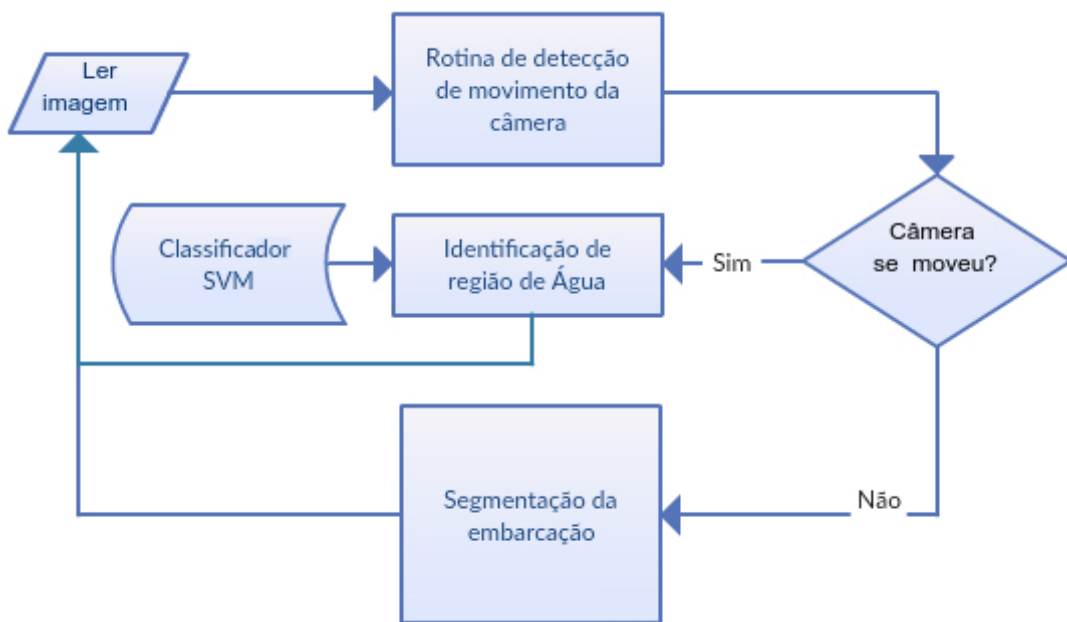 Ler
imagem
Rotina de detecção
de movimento da
câmera
Câmera
se moveu?
Sim
Identificação de
região de Água
Classificador
SVM
Não
Segmentação da
embarcação